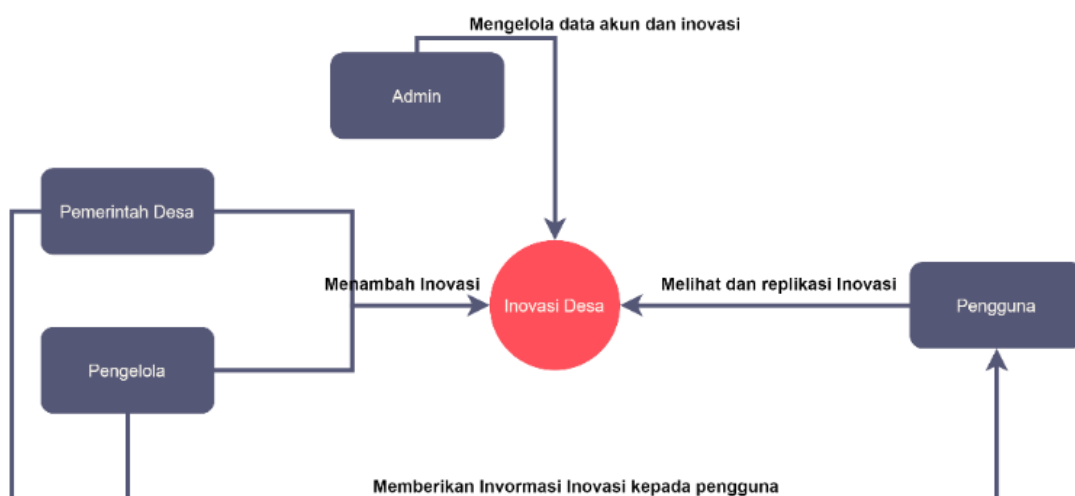 Mengelola data akun dan inovasi
Admin
Pemerintah Desa
Menambah Inovasi
Inovasi Desa
Melihat dan replikasi Inovasi
Pengguna
Pengelola
Memberikan Invormasi Inovasi kepada pengguna